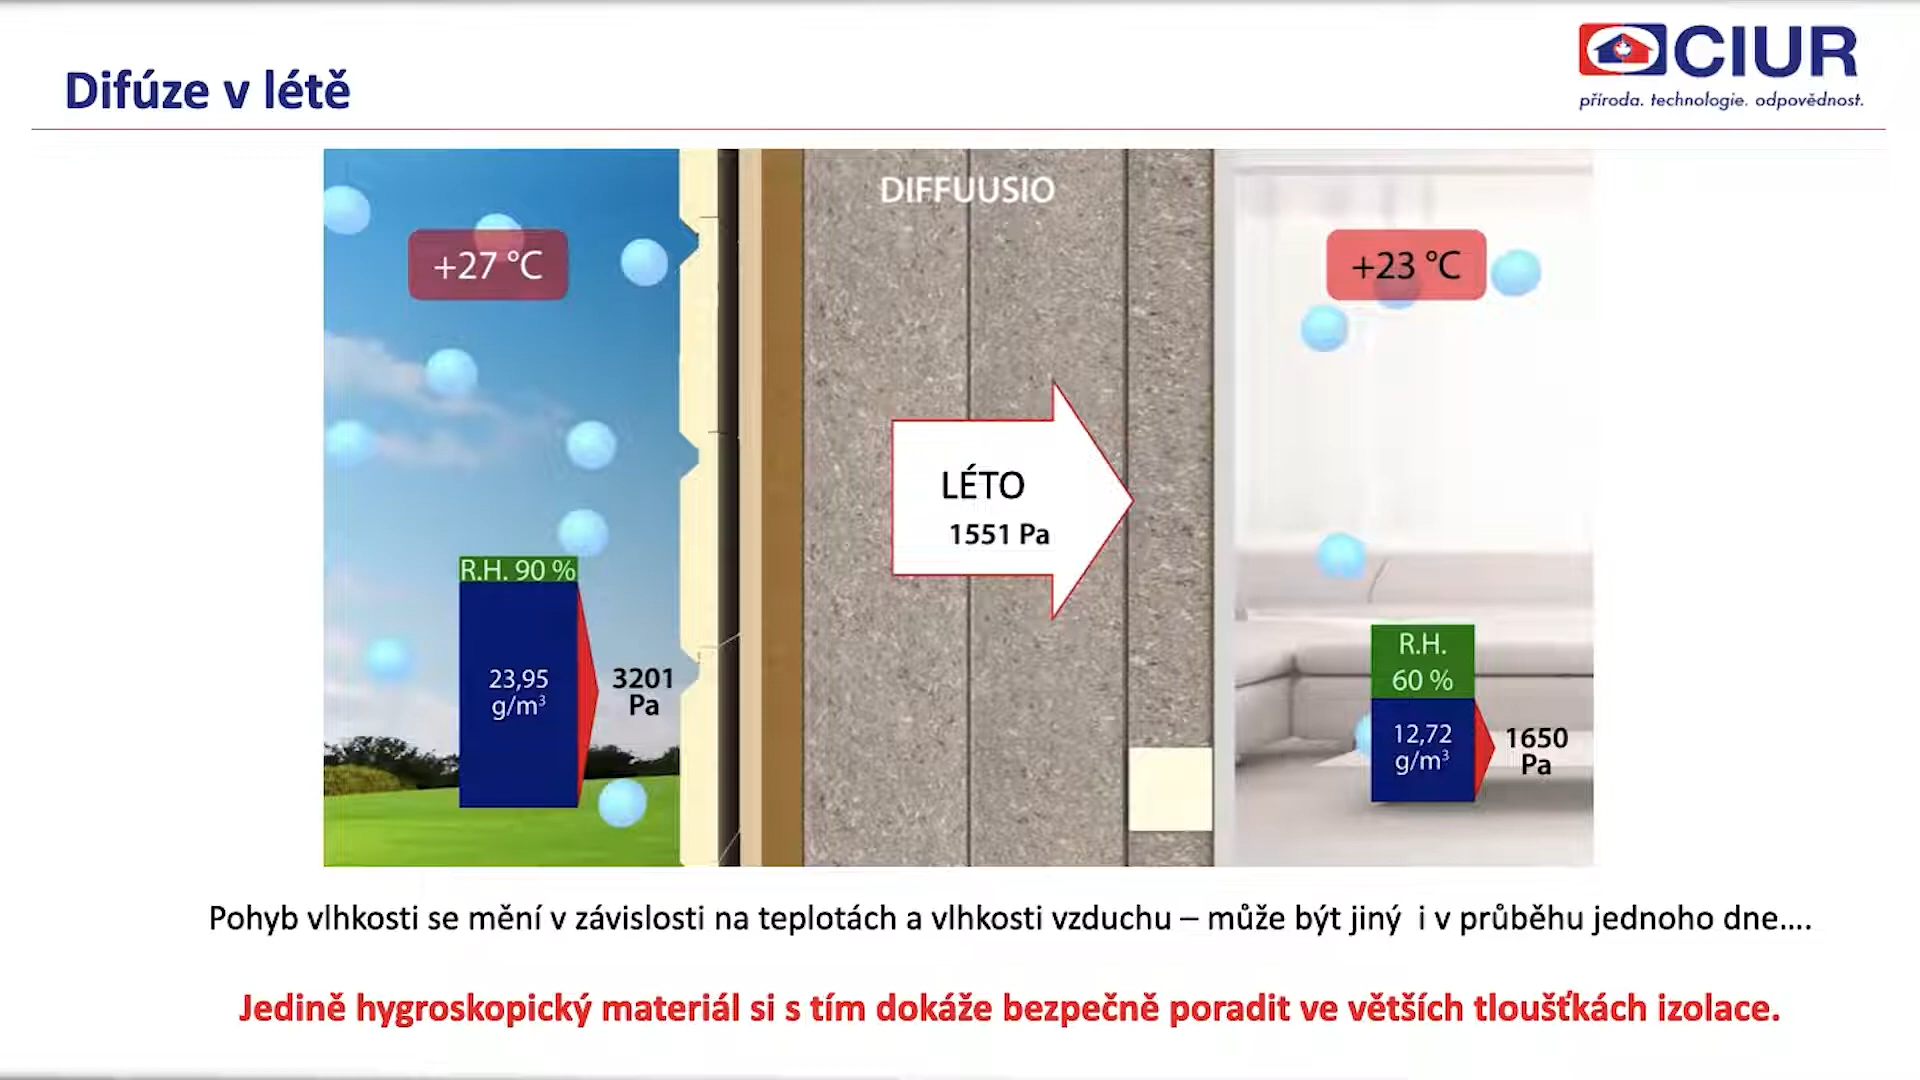 CIUR
příroda. technologie. odpovědnost.
Difúze v létě
DIFFUUSIO
+27 °C
+23 °C
LÉTO
1551 Pa
R.H. 90 %
23,95
g/m³
3201
Pa
R.H.
60 %
12,72
g/m³
1650
Pa
Pohyb vlhkosti se mění v závislosti na teplotách a vlhkosti vzduchu – může být jiný i v průběhu jednoho dne....
Jedině hygroskopický materiál si s tím dokáže bezpečně poradit ve větších tloušťkách izolace.